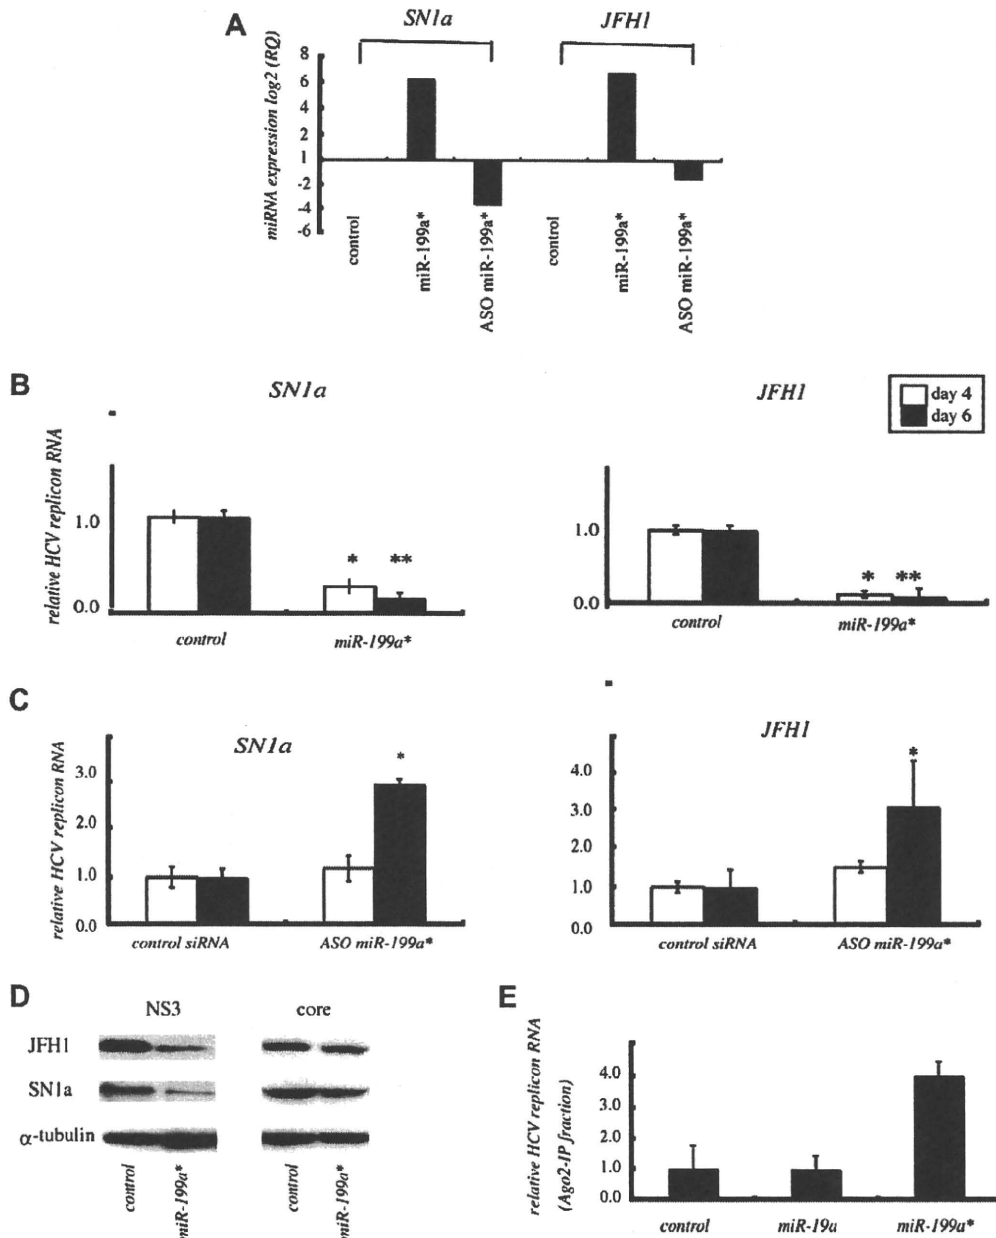 A
SN1a
JFH1
miRNA expression log2 (RQ)
8
6
4
2
1
-2
-4
-6
control
miR-199a*
ASO miR-199a*
control
miR-199a*
ASO miR-199a*
B
SN1a
JFH1
day 4
day 6
relative HCV replicon RNA
1.0
0.0
* **
control
miR-199a*
1.0
0.0
* **
control
miR-199a*
C
SN1a
JFH1
relative HCV replicon RNA
3.0
2.0
1.0
0.0
*
control siRNA
ASO miR-199a*
4.0
3.0
2.0
1.0
0.0
*
control siRNA
ASO miR-199a*
D
NS3
core
JFH1
SN1a
α-tubulin
control
miR-199a*
control
miR-199a*
E
relative HCV replicon RNA
(Ago2-IP fraction)
4.0
3.0
2.0
1.0
0.0
control
miR-19a
miR-199a*